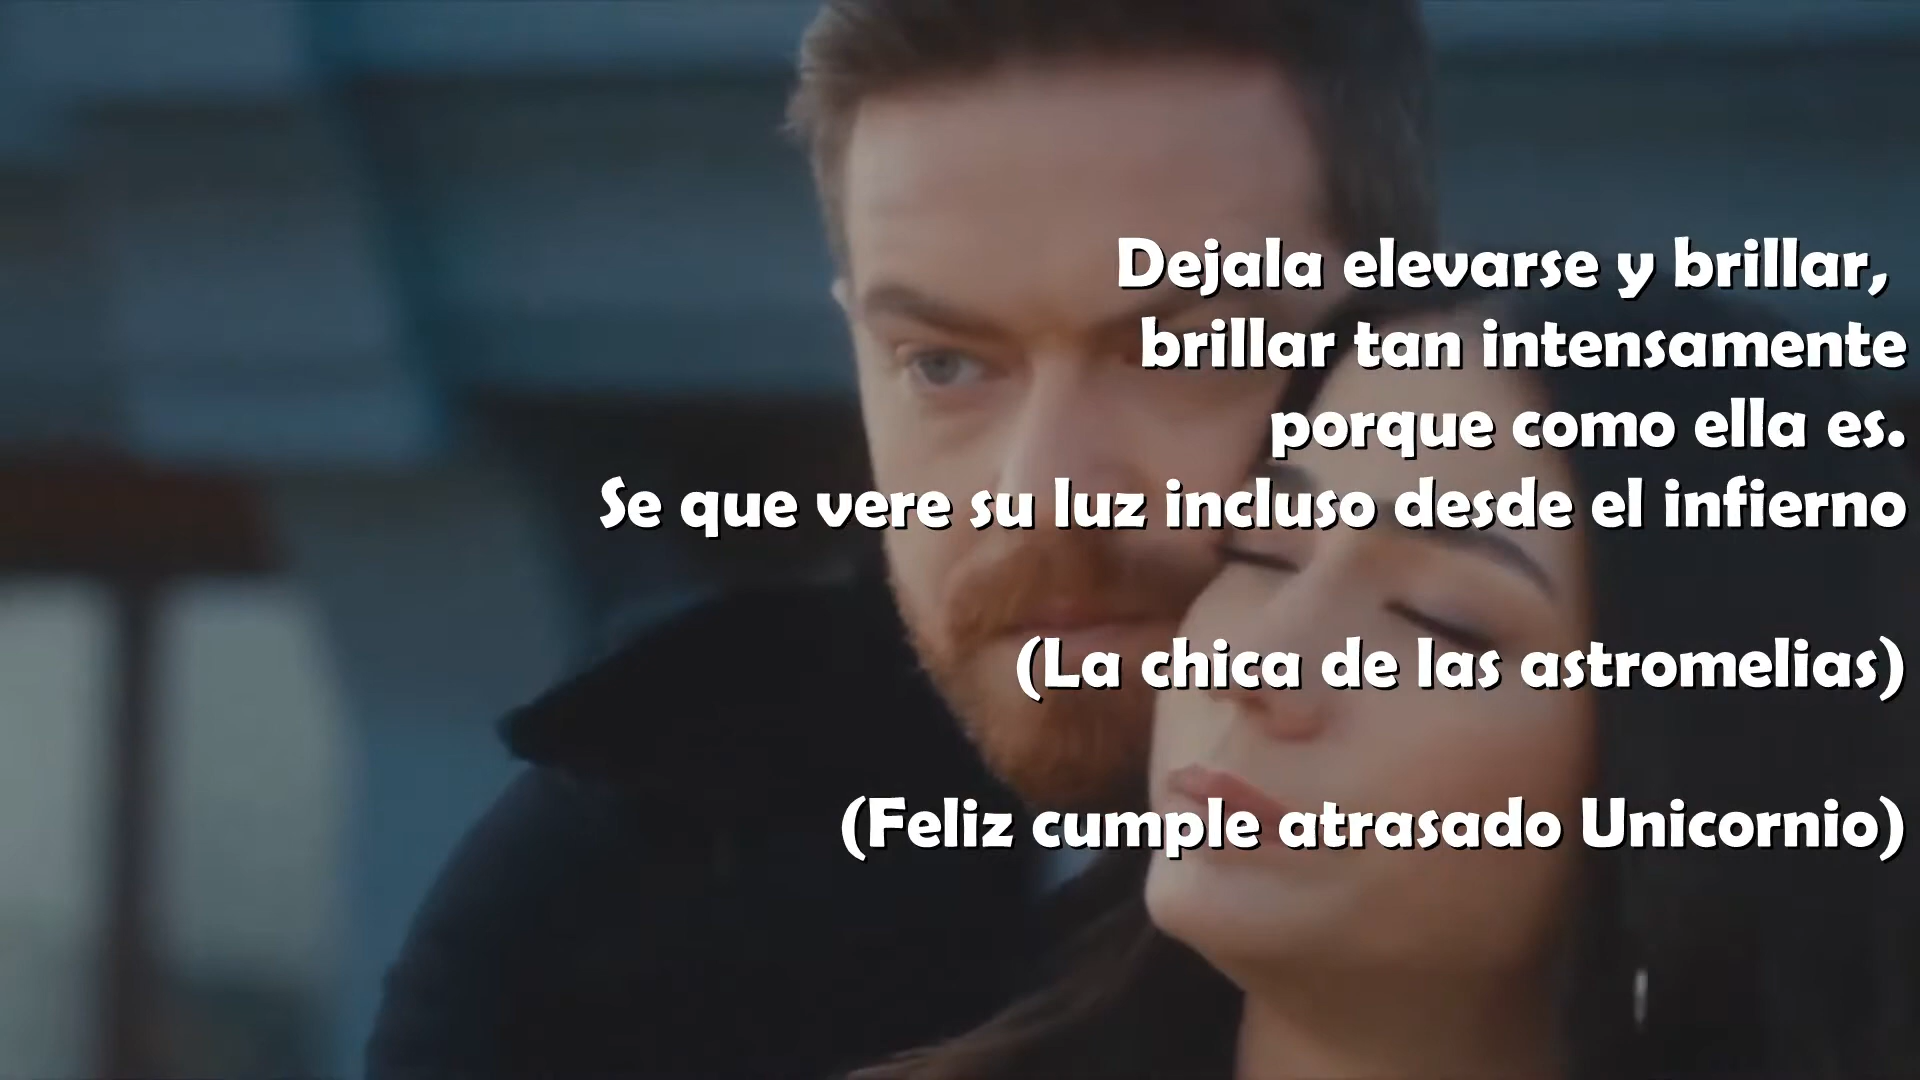 Dejala elevarse y brillar,
brillar tan intensamente
porque como ella es.
Se que vere su luz incluso desde el infierno
(La chica de las astromelias)
(Feliz cumple atrasado Unicornio)